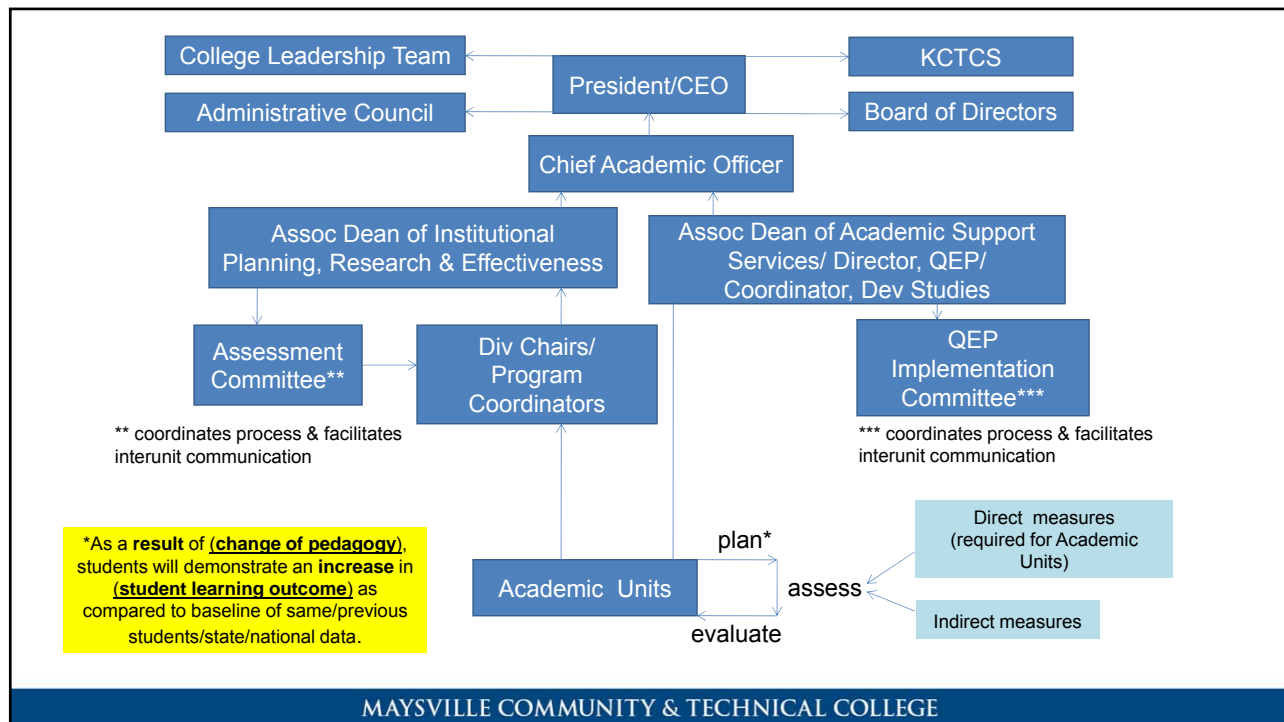 College Leadership Team
KCTCS
President/CEO
Administrative Council
Board of Directors
Chief Academic Officer
Assoc Dean of Institutional
Planning, Research & Effectiveness
Assoc Dean of Academic Support
Services/ Director, QEP/
Coordinator, Dev Studies
Assessment
Committee**
Div Chairs/
Program
Coordinators
QEP
Implementation
Committee***
** coordinates process & facilitates
interunit communication
*** coordinates process & facilitates
interunit communication
*As a result of (change of pedagogy),
students will demonstrate an increase in
(student learning outcome) as
compared to baseline of same/previous
students/state/national data.
Academic Units
plan*
assess
evaluate
Direct measures
(required for Academic
Units)
Indirect measures
MAYSVILLE COMMUNITY & TECHNICAL COLLEGE